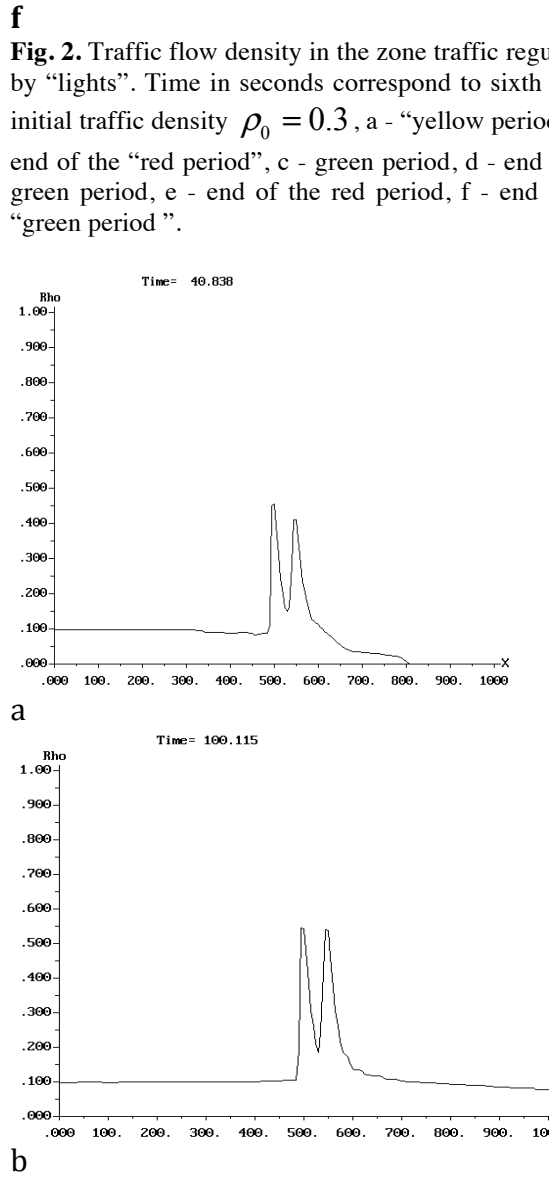 f
Fig. 2. Traffic flow density in the zone traffic regu
by “lights”. Time in seconds correspond to sixth
initial traffic density ρ₀ = 0.3, a - “yellow period
end of the “red period”, c - green period, d - end
green period, e - end of the red period, f - end
“green period ”.
Time= 40.838
Rho
1.00
.900
.800
.700
.600
.500
.400
.300
.200
.100
.000
.000 100. 200. 300. 400. 500. 600. 700. 800. 900. 1000 X
a
Time= 100.115
Rho
1.00
.900
.800
.700
.600
.500
.400
.300
.200
.100
.000
.000 100. 200. 300. 400. 500. 600. 700. 800. 900. 100
b